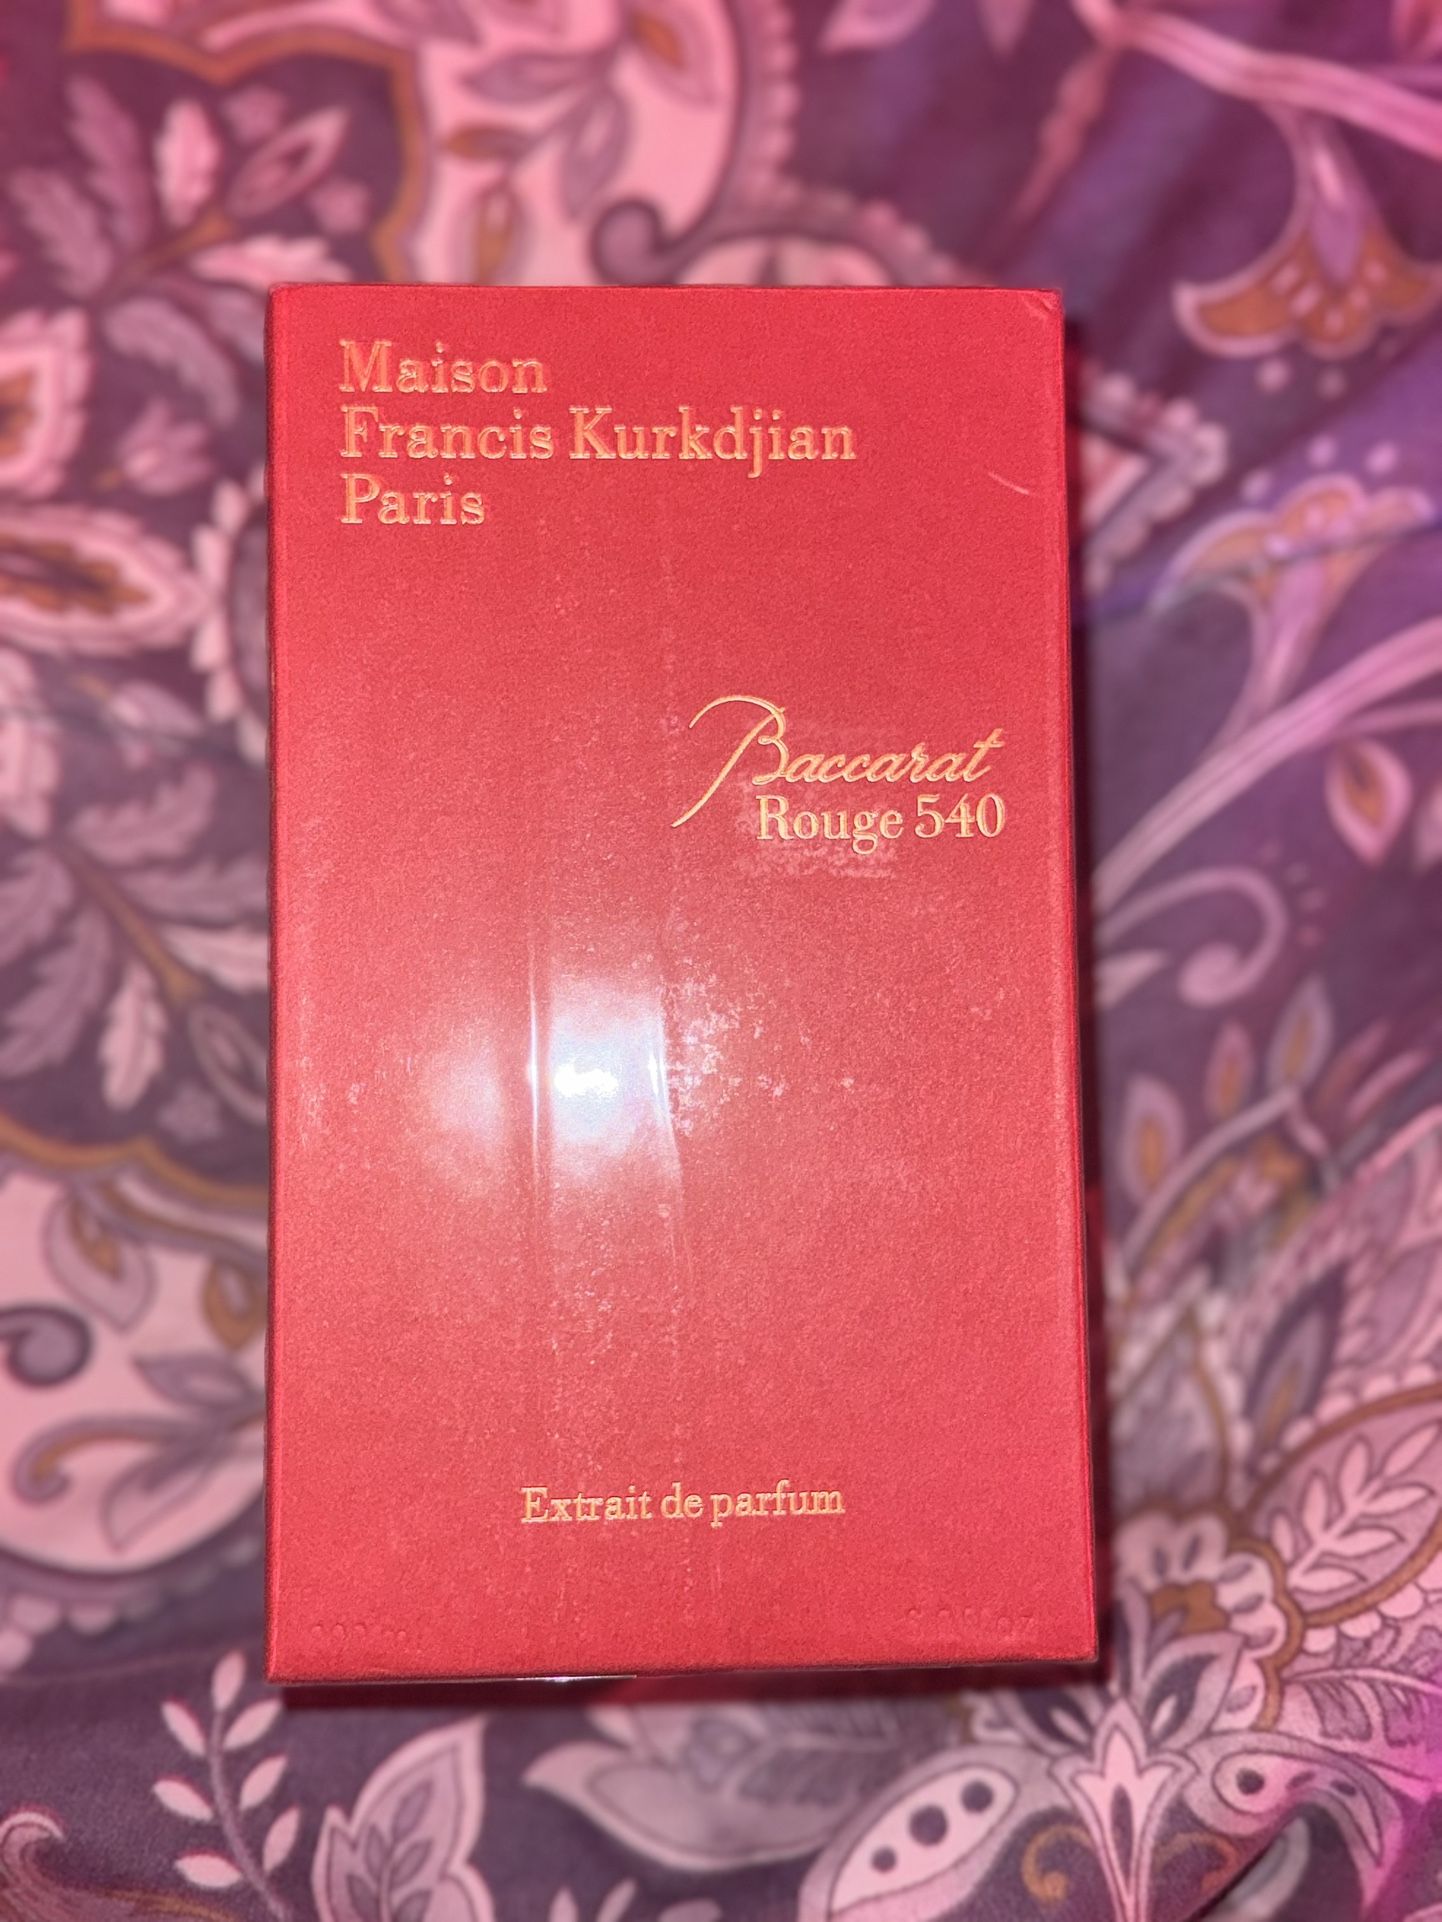 Maison
Francis Kurkdjian
Paris
Baccarat
Rouge 540
Extrait de parfum